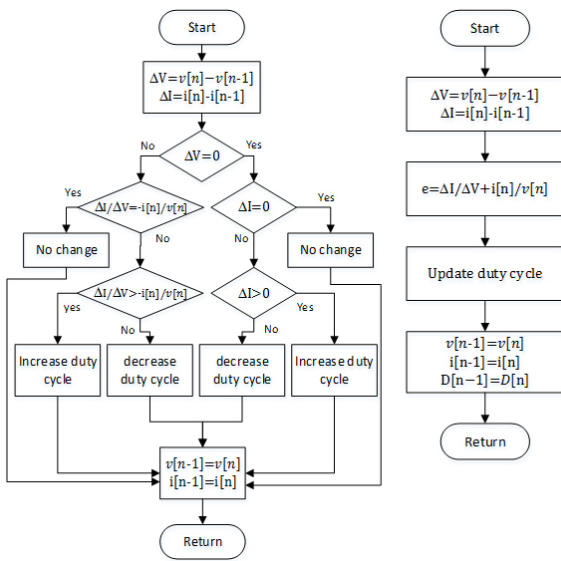 Start
ΔV=v[n]−v[n-1]
ΔI=i[n]-i[n-1]
No
Yes
ΔV=0
Yes
ΔI/ΔV=-i[n]/v[n]
ΔI=0
Yes
No change
No
No
No change
ΔI/ΔV>-i[n]/v[n]
ΔI>0
yes
No
No
Yes
Increase duty
cycle
decrease
duty cycle
decrease
duty cycle
Increase duty
cycle
v[n-1]=v[n]
i[n-1]=i[n]
Return
Start
ΔV=v[n]−v[n-1]
ΔI=i[n]-i[n-1]
e=ΔI/ΔV+i[n]/v[n]
Update duty cycle
v[n-1]=v[n]
i[n-1]=i[n]
D[n−1]=D[n]
Return